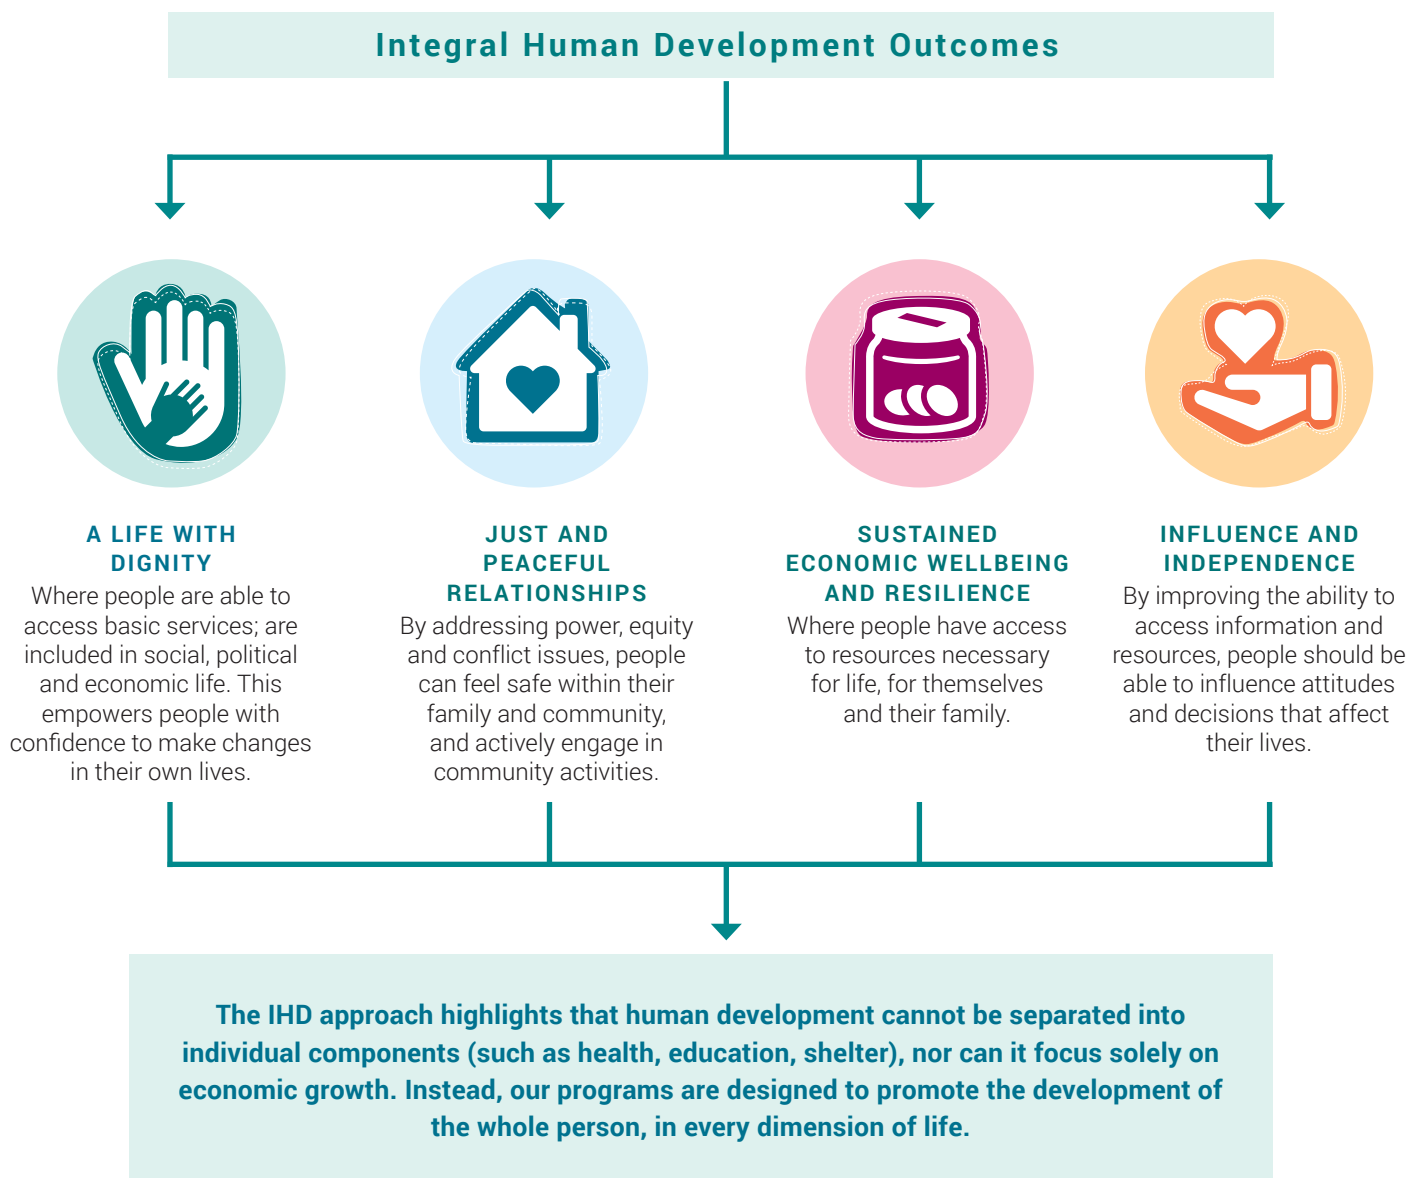 Integral Human Development Outcomes
A LIFE WITH
DIGNITY
Where people are able to
access basic services; are
included in social, political
and economic life. This
empowers people with
confidence to make changes
in their own lives.
JUST AND
PEACEFUL
RELATIONSHIPS
By addressing power, equity
and conflict issues, people
can feel safe within their
family and community,
and actively engage in
community activities.
SUSTAINED
ECONOMIC WELLBEING
AND RESILIENCE
Where people have access
to resources necessary
for life, for themselves
and their family.
INFLUENCE AND
INDEPENDENCE
By improving the ability to
access information and
resources, people should be
able to influence attitudes
and decisions that affect
their lives.
The IHD approach highlights that human development cannot be separated into
individual components (such as health, education, shelter), nor can it focus solely on
economic growth. Instead, our programs are designed to promote the development of
the whole person, in every dimension of life.